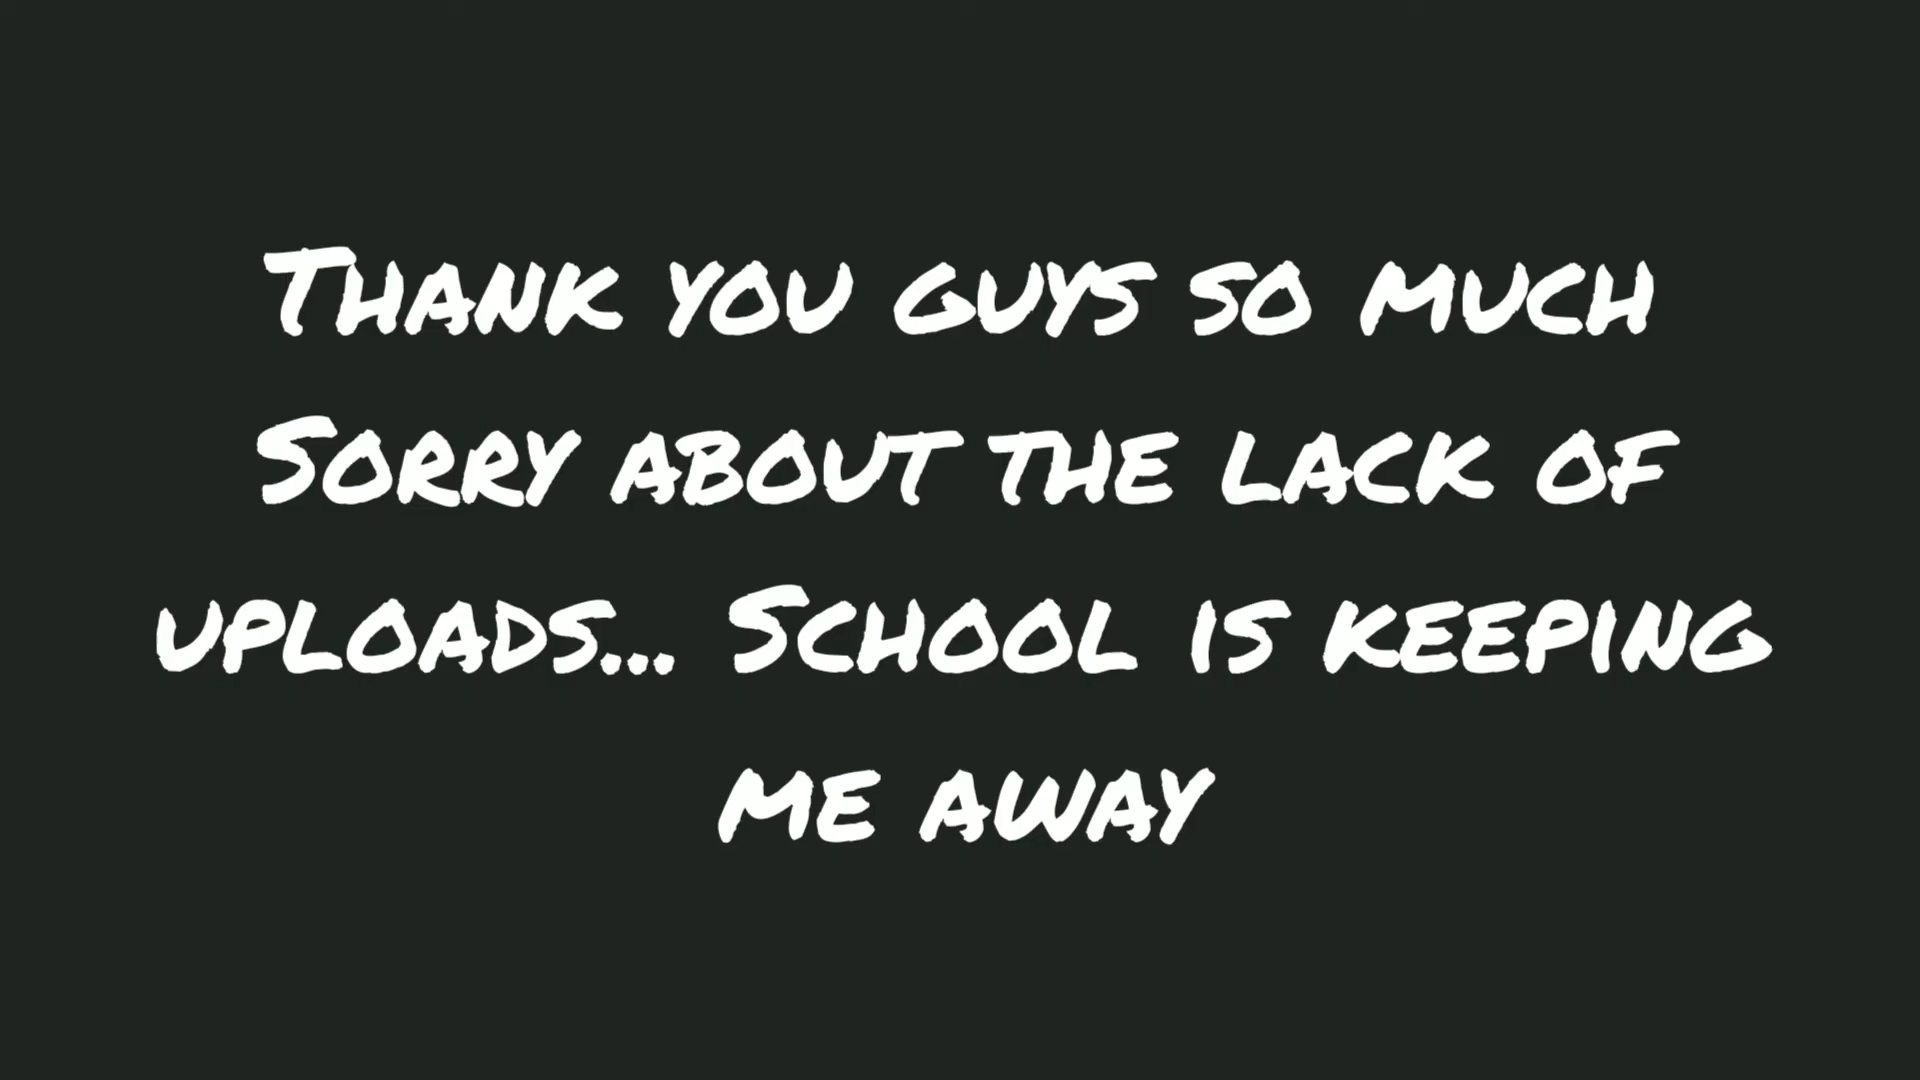 Thank you guys so much
Sorry about the lack of
uploads... School is keeping
me away